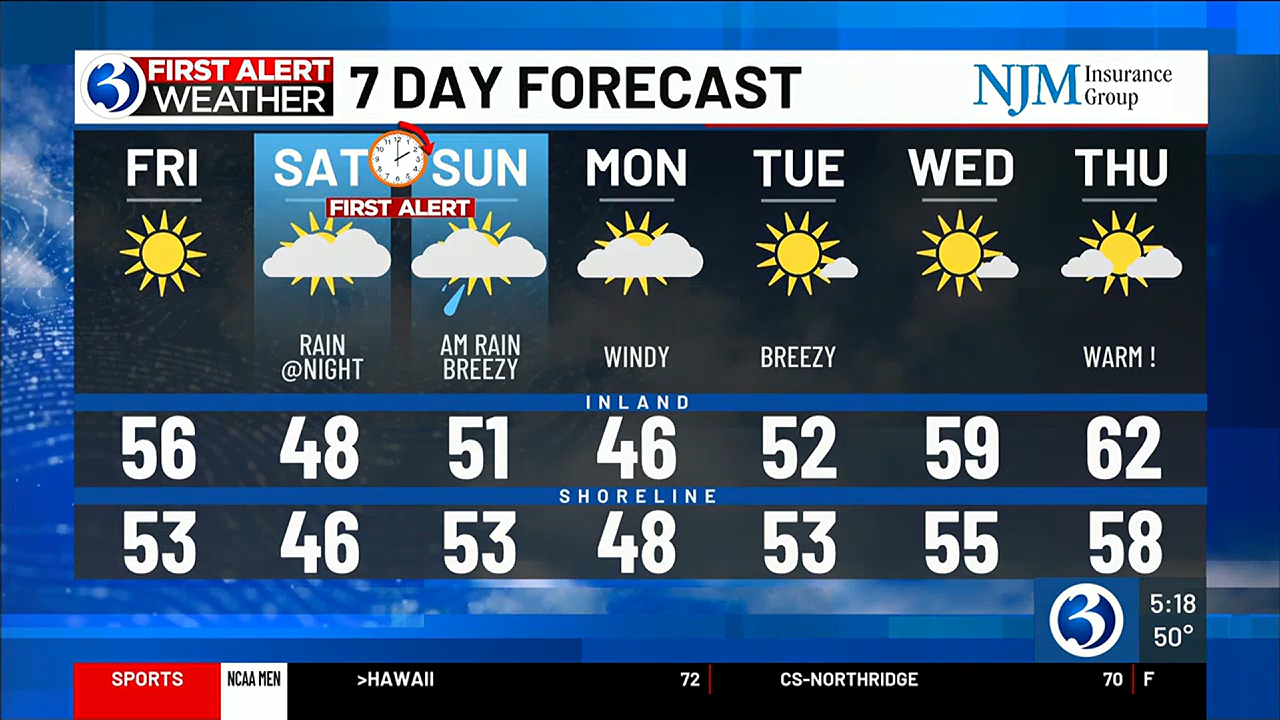 3 FIRST ALERT WEATHER
7 DAY FORECAST
NJM Insurance Group
FRI SAT SUN MON TUE WED THU
FIRST ALERT
RAIN @NIGHT
AM RAIN BREEZY
WINDY
BREEZY
WARM !
INLAND
56 48 51 46 52 59 62
SHORELINE
53 46 53 48 53 55 58
3
5:18
50°
SPORTS NCAA MEN >HAWAII 72 CS-NORTHRIDGE 70 F